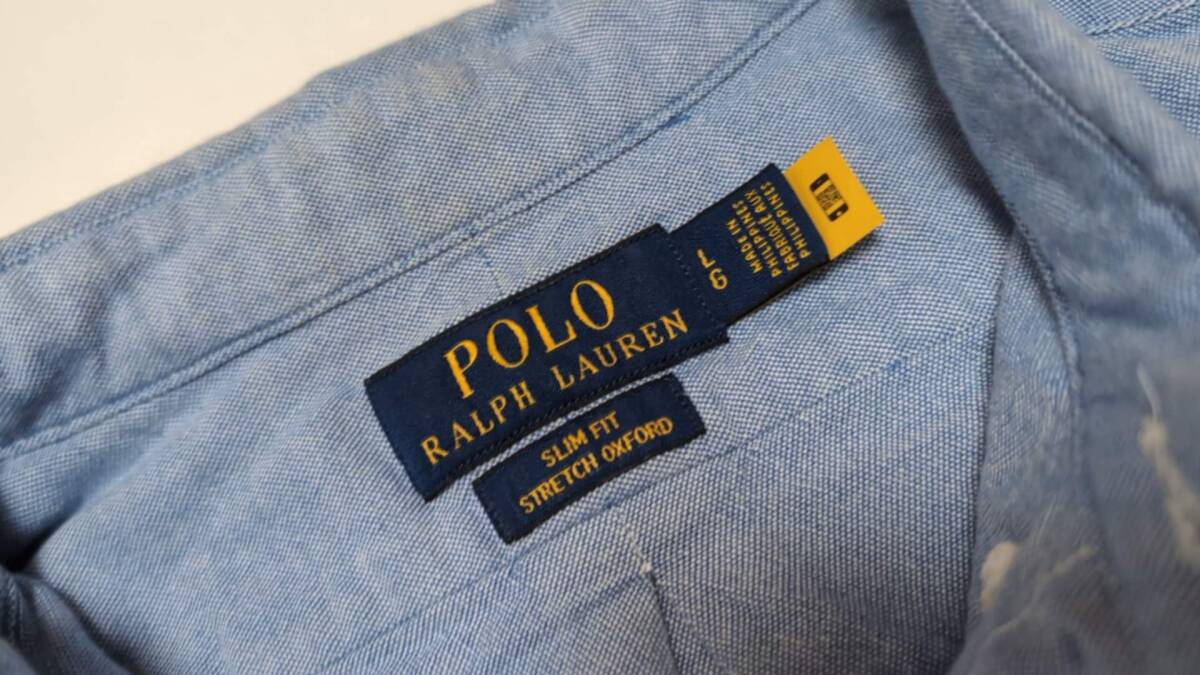 POLO
RALPH LAUREN
L
G
MADE IN
PHILIPPINES
FABRIQUÉ AUX
PHILIPPINES
SLIM FIT
STRETCH OXFORD